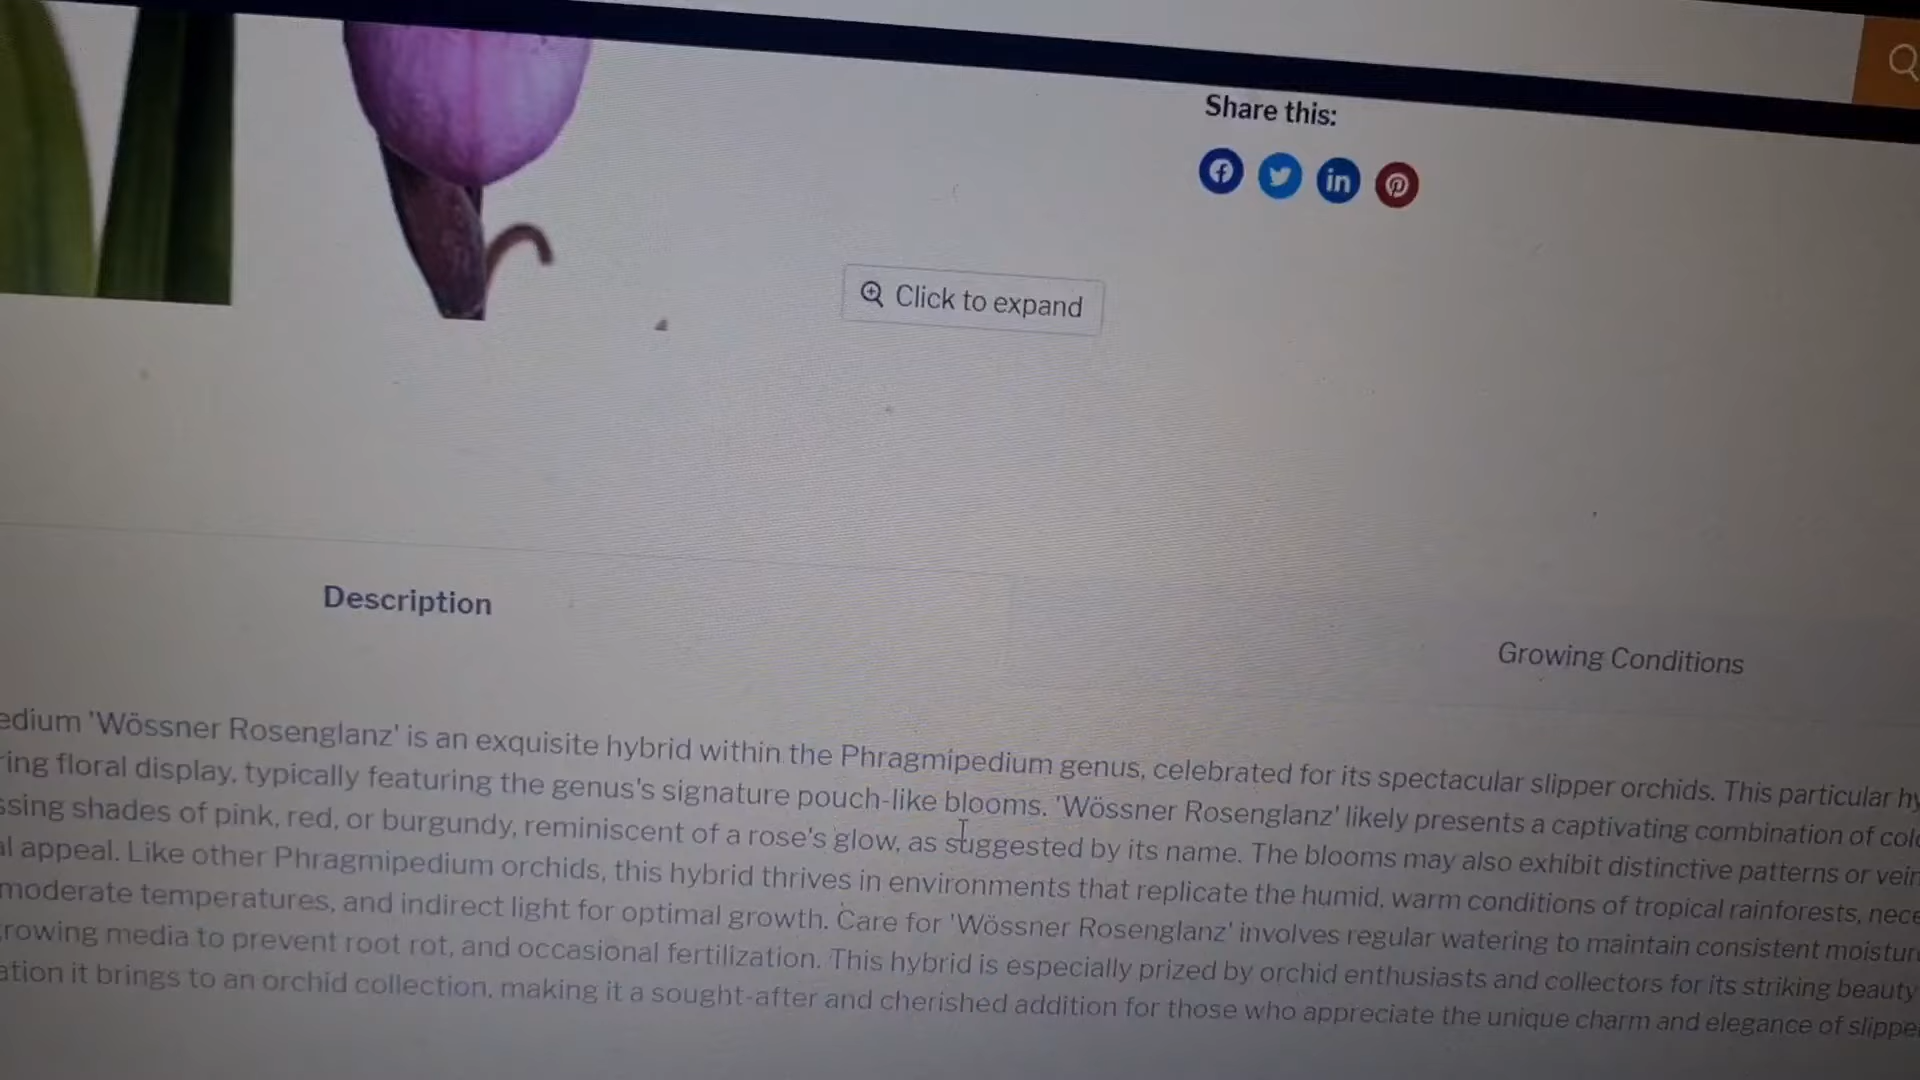 Share this:
Click to expand
Description
Growing Conditions
edium 'Wössner Rosenglanz' is an exquisite hybrid within the Phragmipedium genus, celebrated for its spectacular slipper orchids. This particular hy
ring floral display, typically featuring the genus's signature pouch-like blooms. 'Wössner Rosenglanz' likely presents a captivating combination of colo
ssing shades of pink, red, or burgundy, reminiscent of a rose's glow, as suggested by its name. The blooms may also exhibit distinctive patterns or vein
al appeal. Like other Phragmipedium orchids, this hybrid thrives in environments that replicate the humid, warm conditions of tropical rainforests, nece
moderate temperatures, and indirect light for optimal growth. Care for 'Wössner Rosenglanz' involves regular watering to maintain consistent moistur
rowing media to prevent root rot, and occasional fertilization. This hybrid is especially prized by orchid enthusiasts and collectors for its striking beauty
ation it brings to an orchid collection, making it a sought-after and cherished addition for those who appreciate the unique charm and elegance of slippe